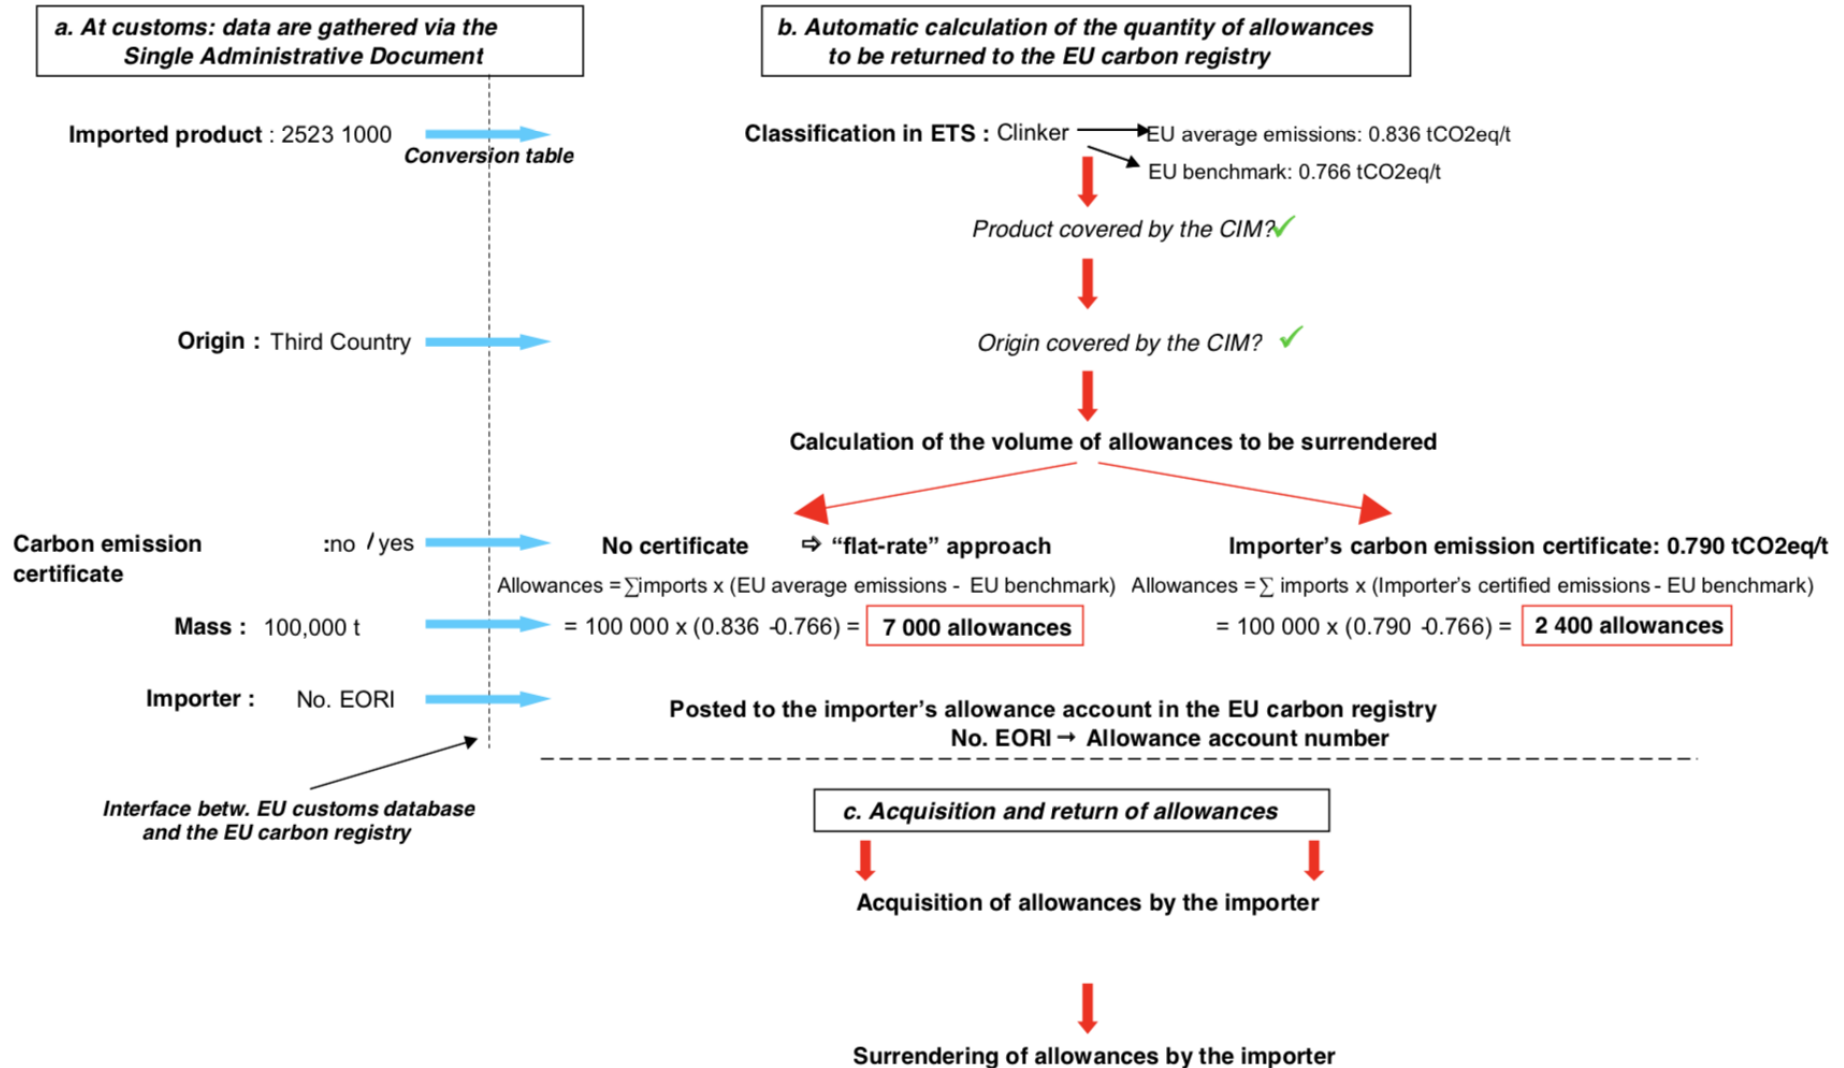 a. At customs: data are gathered via the
Single Administrative Document
b. Automatic calculation of the quantity of allowances
to be returned to the EU carbon registry
Imported product : 2523 1000
Conversion table
Classification in ETS : Clinker
EU average emissions: 0.836 tCO2eq/t
EU benchmark: 0.766 tCO2eq/t
Product covered by the CIM?✓
Origin : Third Country
Origin covered by the CIM? ✓
Calculation of the volume of allowances to be surrendered
Carbon emission
certificate
:no / yes
No certificate ⇨ “flat-rate” approach
Importer’s carbon emission certificate: 0.790 tCO2eq/t
Allowances =∑imports x (EU average emissions - EU benchmark)
Allowances =∑ imports x (Importer’s certified emissions - EU benchmark)
Mass : 100,000 t
= 100 000 x (0.836 -0.766) = 7 000 allowances
= 100 000 x (0.790 -0.766) = 2 400 allowances
Importer : No. EORI
Posted to the importer’s allowance account in the EU carbon registry
No. EORI → Allowance account number
Interface betw. EU customs database
and the EU carbon registry
c. Acquisition and return of allowances
Acquisition of allowances by the importer
Surrendering of allowances by the importer